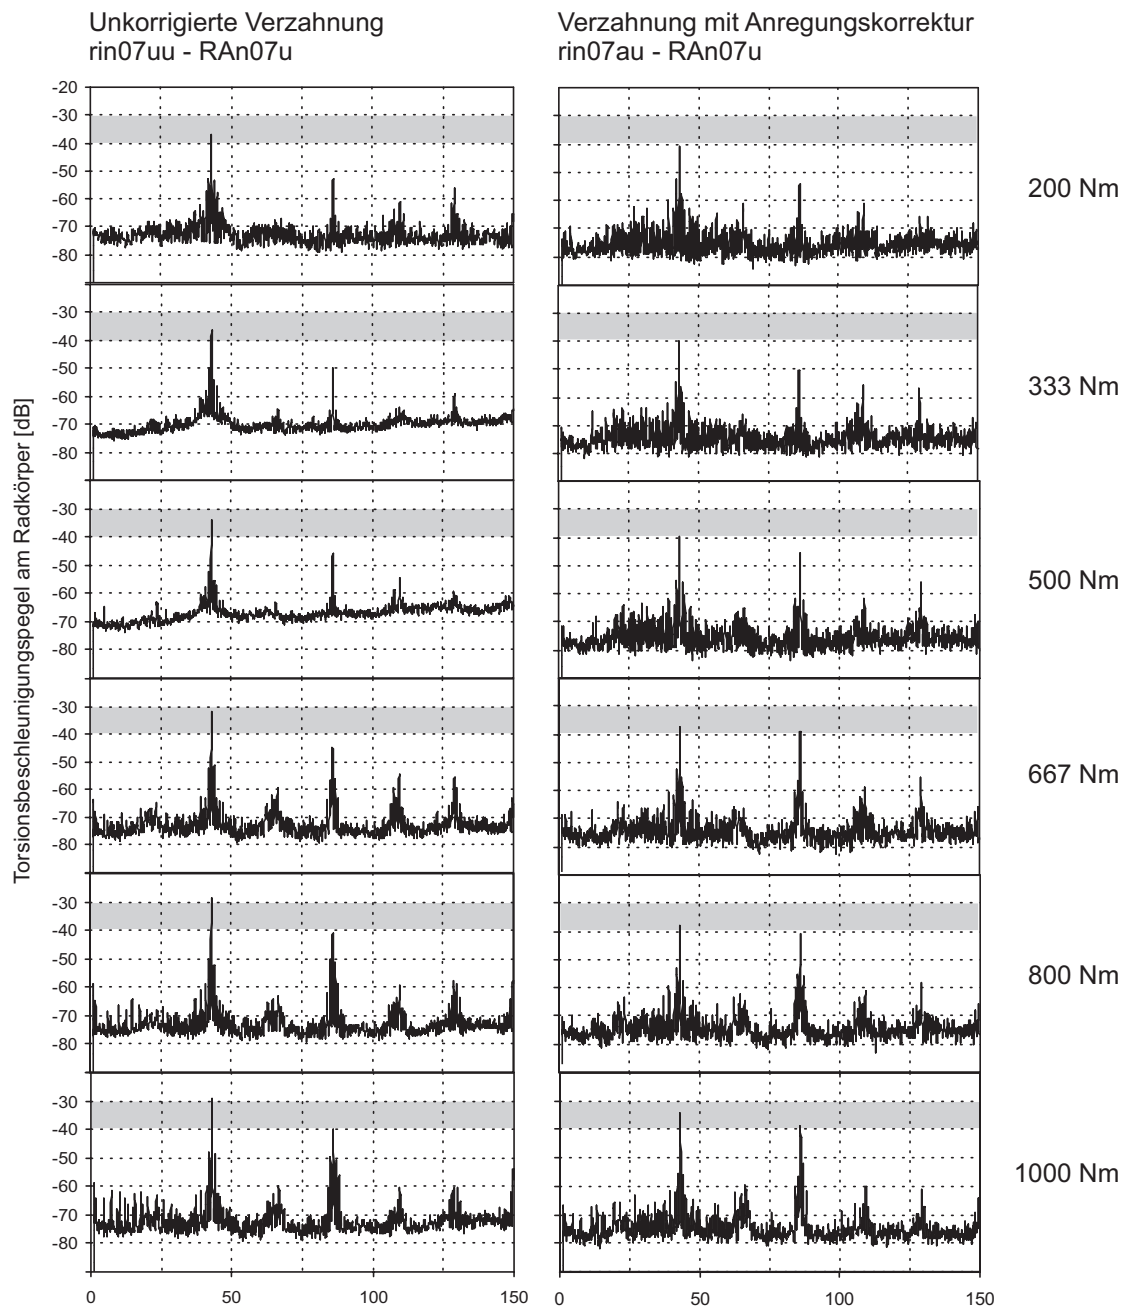 Unkorrigierte Verzahnung
rin07uu - RAn07u
Verzahnung mit Anregungskorrektur
rin07au - RAn07u
Torsionsbeschleunigungspegel am Radkörper [dB]
-20
-30
-40
-50
-60
-70
-80
200 Nm
-30
-40
-50
-60
-70
-80
333 Nm
-30
-40
-50
-60
-70
-80
500 Nm
-30
-40
-50
-60
-70
-80
667 Nm
-30
-40
-50
-60
-70
-80
800 Nm
-30
-40
-50
-60
-70
-80
1000 Nm
0 50 100 150
0 50 100 150